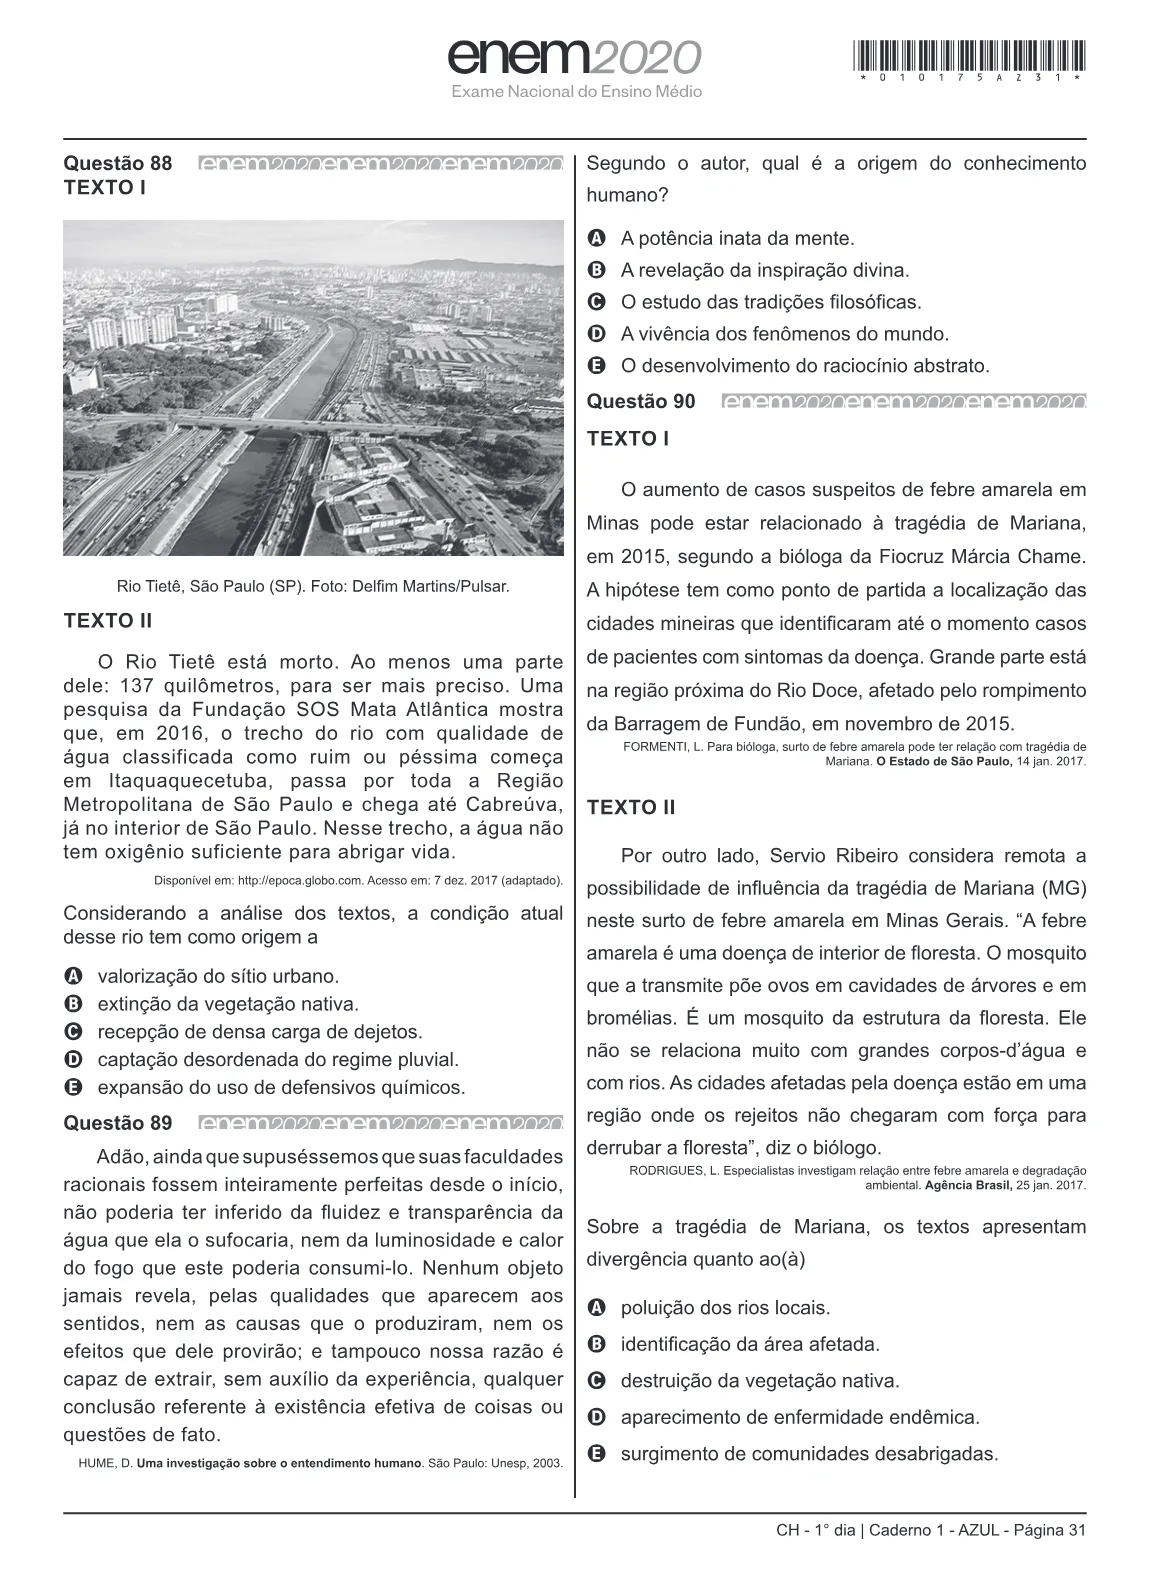 enem2020
Exame Nacional do Ensino Médio
*010175AZ31*
Questão 88 enem2020enem2020enem2020
TEXTO I
Rio Tietê, São Paulo (SP). Foto: Delfim Martins/Pulsar.
TEXTO II
O Rio Tietê está morto. Ao menos uma parte
dele: 137 quilômetros, para ser mais preciso. Uma
pesquisa da Fundação SOS Mata Atlântica mostra
que, em 2016, o trecho do rio com qualidade de
água classificada como ruim ou péssima começa
em Itaquaquecetuba, passa por toda a Região
Metropolitana de São Paulo e chega até Cabreúva,
já no interior de São Paulo. Nesse trecho, a água não
tem oxigênio suficiente para abrigar vida.
Disponível em: http://epoca.globo.com. Acesso em: 7 dez. 2017 (adaptado).
Considerando a análise dos textos, a condição atual
desse rio tem como origem a
A valorização do sítio urbano.
B extinção da vegetação nativa.
C recepção de densa carga de dejetos.
D captação desordenada do regime pluvial.
E expansão do uso de defensivos químicos.
Questão 89 enem2020enem2020enem2020
Adão, ainda que supuséssemos que suas faculdades
racionais fossem inteiramente perfeitas desde o início,
não poderia ter inferido da fluidez e transparência da
água que ela o sufocaria, nem da luminosidade e calor
do fogo que este poderia consumi-lo. Nenhum objeto
jamais revela, pelas qualidades que aparecem aos
sentidos, nem as causas que o produziram, nem os
efeitos que dele provirão; e tampouco nossa razão é
capaz de extrair, sem auxílio da experiência, qualquer
conclusão referente à existência efetiva de coisas ou
questões de fato.
HUME, D. Uma investigação sobre o entendimento humano. São Paulo: Unesp, 2003.
Segundo o autor, qual é a origem do conhecimento
humano?
A A potência inata da mente.
B A revelação da inspiração divina.
C O estudo das tradições filosóficas.
D A vivência dos fenômenos do mundo.
E O desenvolvimento do raciocínio abstrato.
Questão 90 enem2020enem2020enem2020
TEXTO I
O aumento de casos suspeitos de febre amarela em
Minas pode estar relacionado à tragédia de Mariana,
em 2015, segundo a bióloga da Fiocruz Márcia Chame.
A hipótese tem como ponto de partida a localização das
cidades mineiras que identificaram até o momento casos
de pacientes com sintomas da doença. Grande parte está
na região próxima do Rio Doce, afetado pelo rompimento
da Barragem de Fundão, em novembro de 2015.
FORMENTI, L. Para bióloga, surto de febre amarela pode ter relação com tragédia de
Mariana. O Estado de São Paulo, 14 jan. 2017.
TEXTO II
Por outro lado, Servio Ribeiro considera remota a
possibilidade de influência da tragédia de Mariana (MG)
neste surto de febre amarela em Minas Gerais. “A febre
amarela é uma doença de interior de floresta. O mosquito
que a transmite põe ovos em cavidades de árvores e em
bromélias. É um mosquito da estrutura da floresta. Ele
não se relaciona muito com grandes corpos-d’água e
com rios. As cidades afetadas pela doença estão em uma
região onde os rejeitos não chegaram com força para
derrubar a floresta”, diz o biólogo.
RODRIGUES, L. Especialistas investigam relação entre febre amarela e degradação
ambiental. Agência Brasil, 25 jan. 2017.
Sobre a tragédia de Mariana, os textos apresentam
divergência quanto ao(à)
A poluição dos rios locais.
B identificação da área afetada.
C destruição da vegetação nativa.
D aparecimento de enfermidade endêmica.
E surgimento de comunidades desabrigadas.
CH - 1° dia | Caderno 1 - AZUL - Página 31